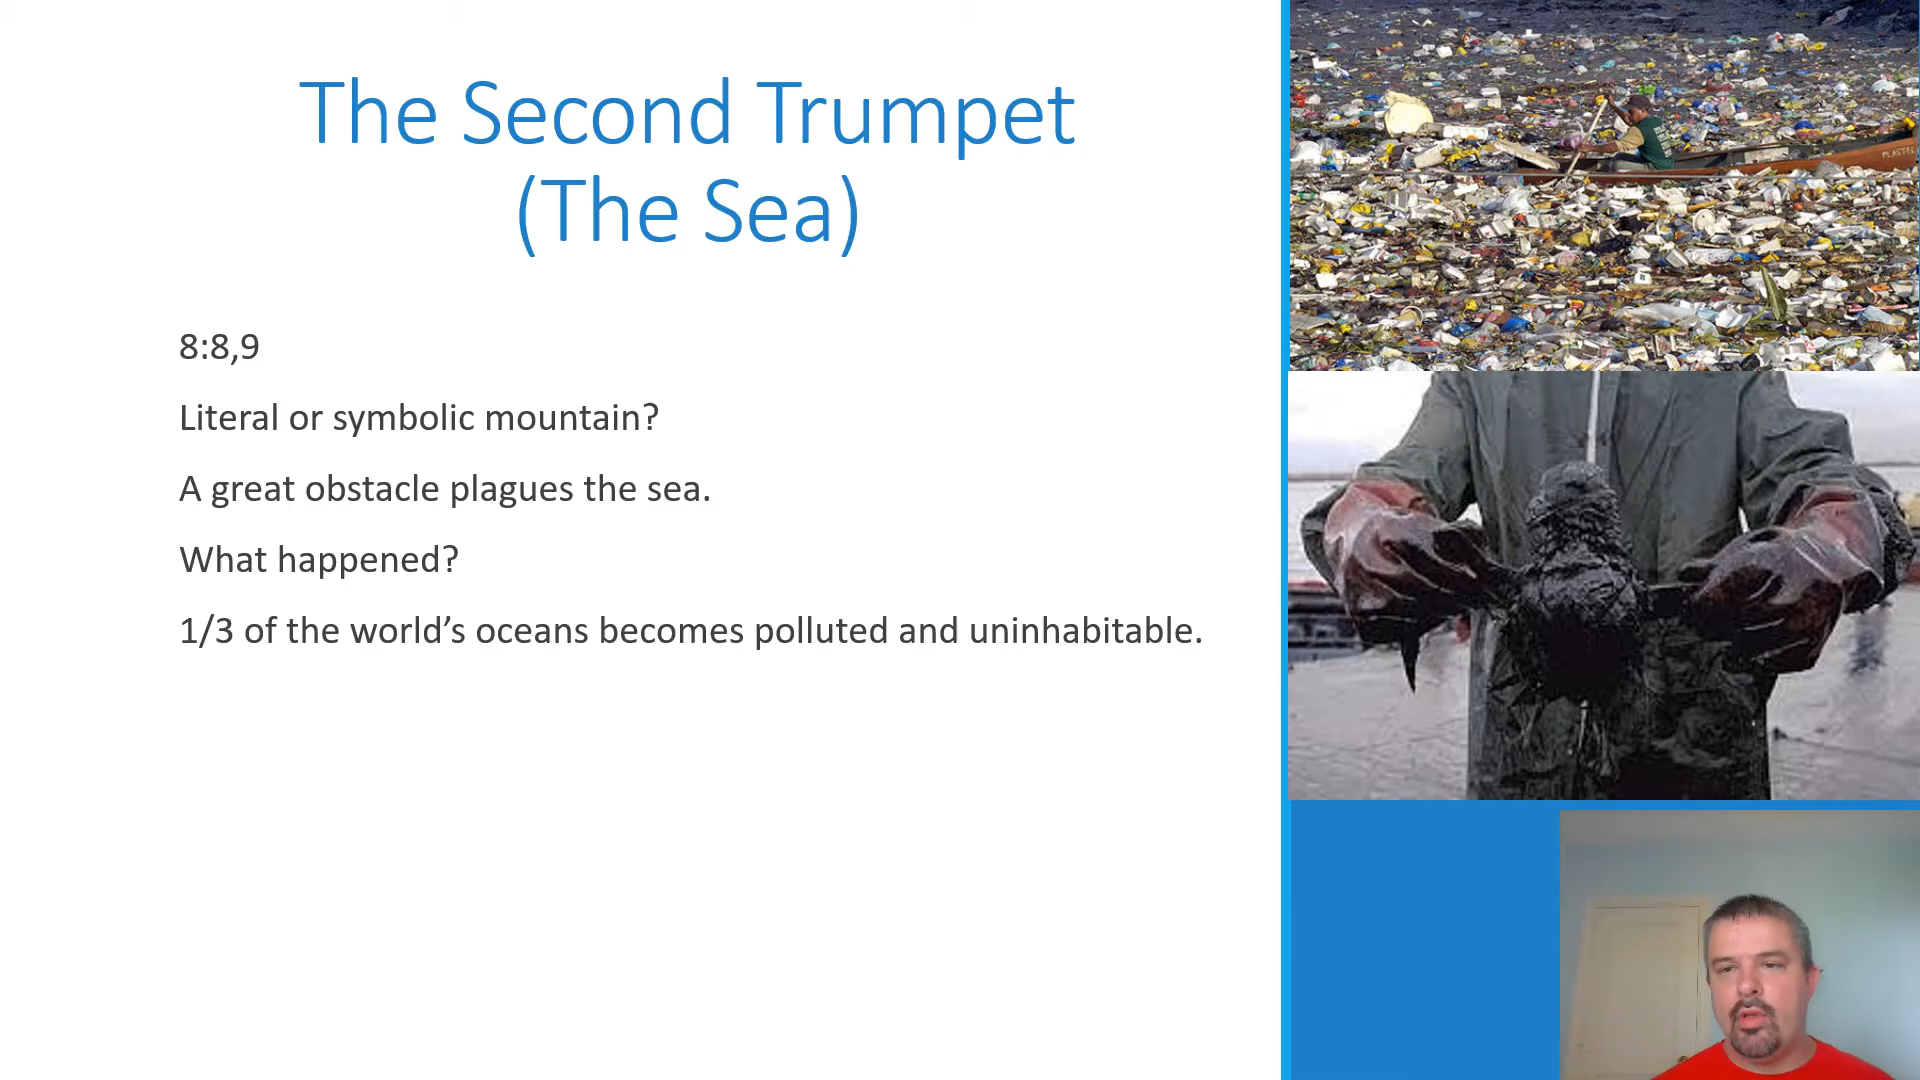 The Second Trumpet
(The Sea)
8:8,9
Literal or symbolic mountain?
A great obstacle plagues the sea.
What happened?
1/3 of the world’s oceans becomes polluted and uninhabitable.